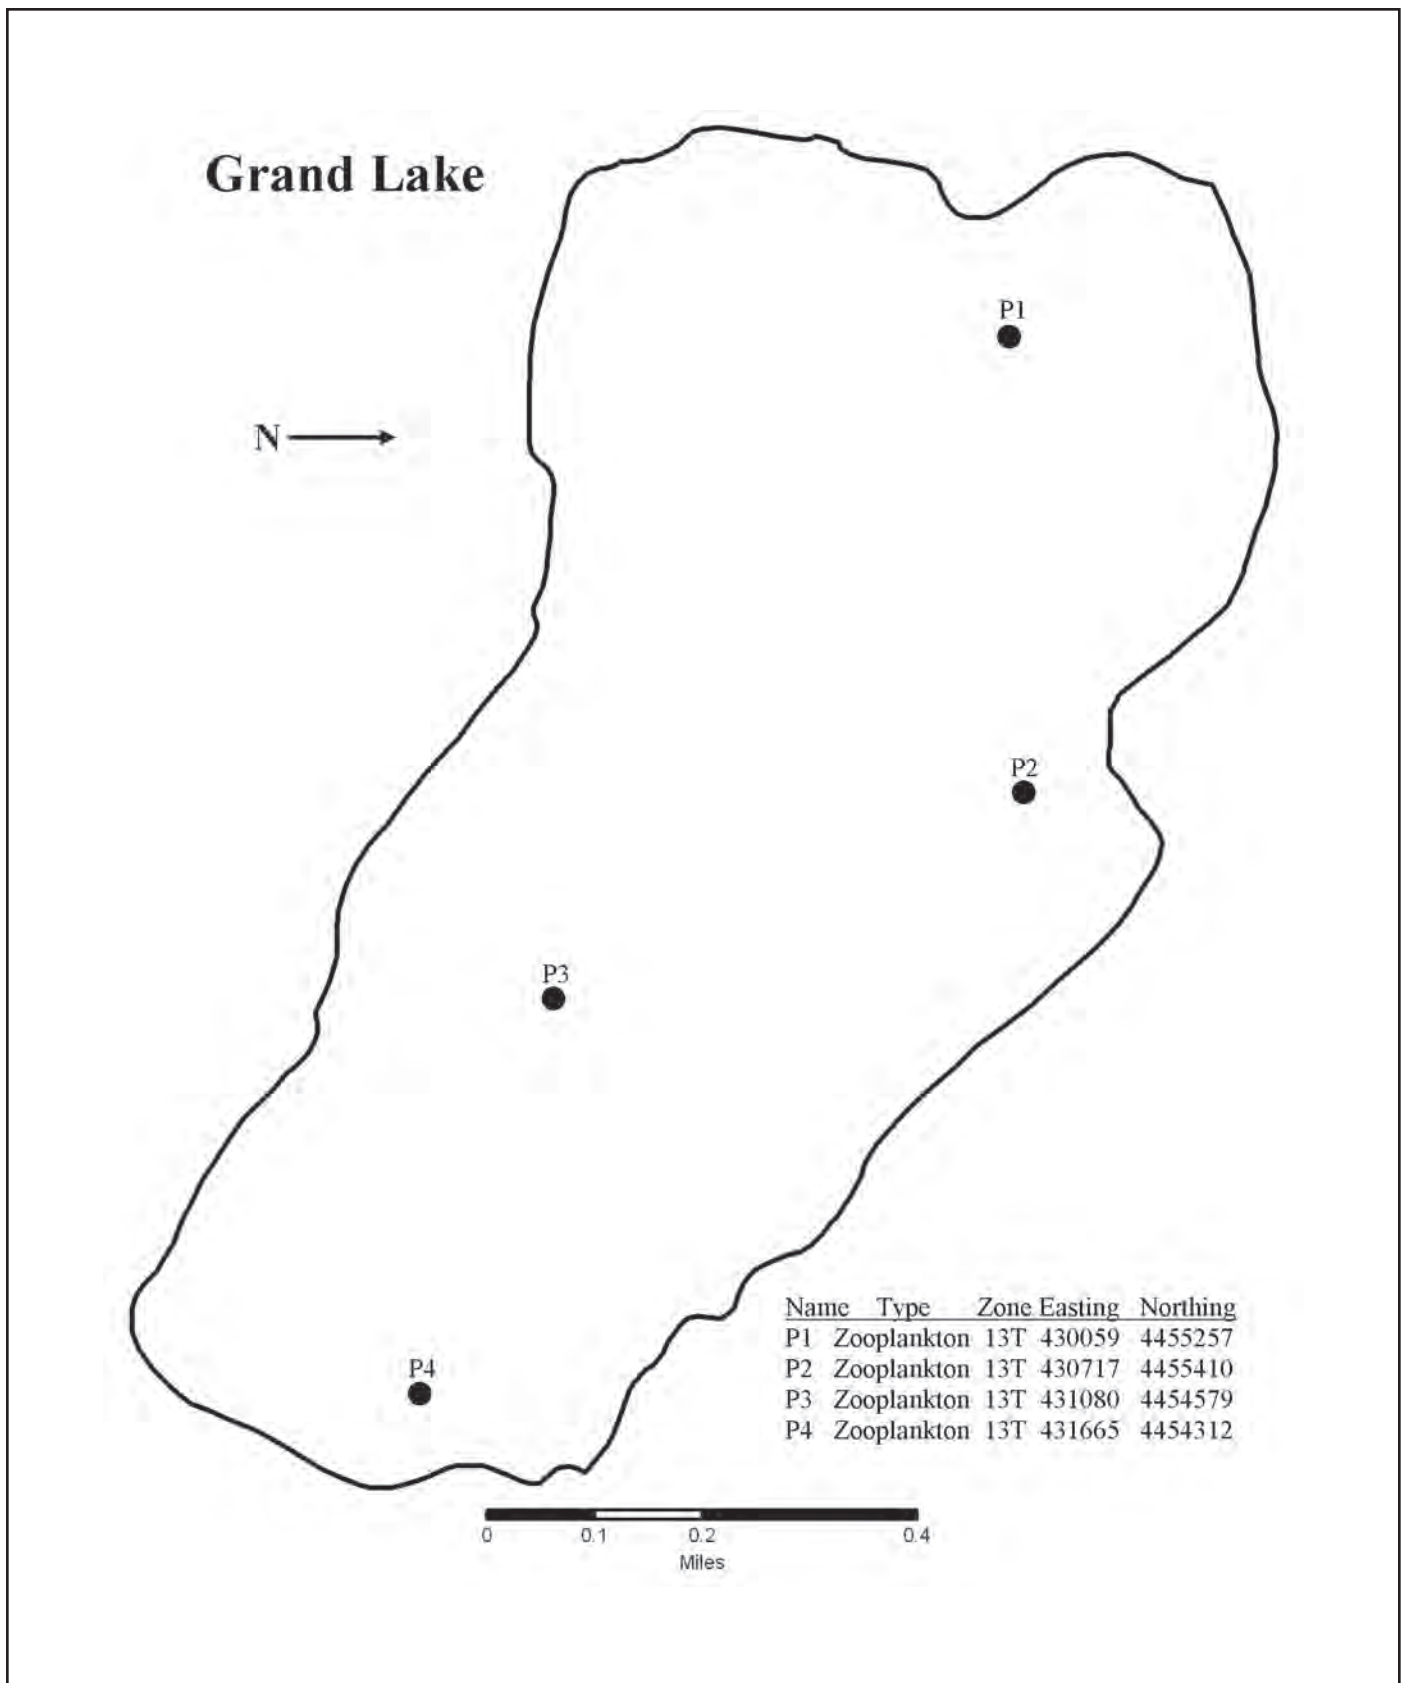 Grand Lake
P1
N
P2
P3
Name Type Zone Easting Northing
P1 Zooplankton 13T 430059 4455257
P2 Zooplankton 13T 430717 4455410
P3 Zooplankton 13T 431080 4454579
P4 Zooplankton 13T 431665 4454312
P4
0 0.1 0.2 0.4
Miles